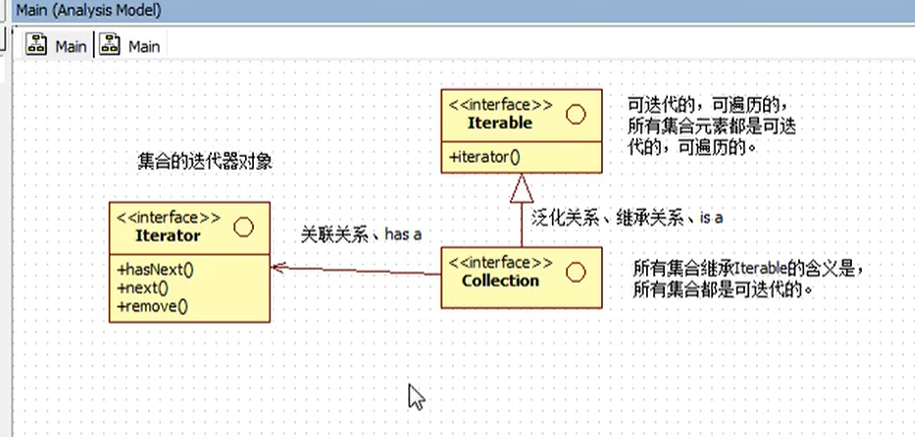 Main (Analysis Model)
Main
Main
<<interface>>
Iterable
+iterator()
可迭代的，可遍历的，
所有集合元素都是可迭
代的，可遍历的。
集合的迭代器对象
<<interface>>
Iterator
+hasNext()
+next()
+remove()
关联关系、has a
泛化关系、继承关系、is a
<<interface>>
Collection
所有集合继承Iterable的含义是，
所有集合都是可迭代的。